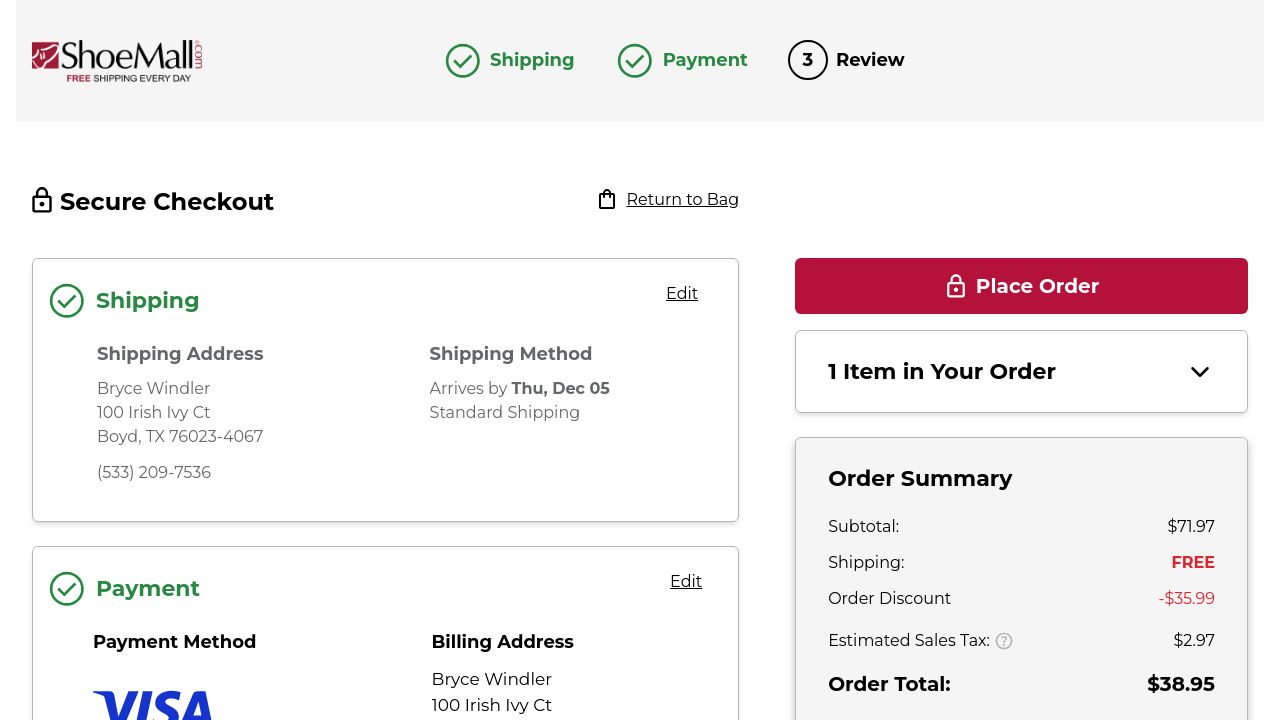 ShoeMall.com
FREE SHIPPING EVERY DAY
Shipping
Payment
3 Review
Secure Checkout
Return to Bag
Shipping
Edit
Shipping Address
Bryce Windler
100 Irish Ivy Ct
Boyd, TX 76023-4067
(533) 209-7536
Shipping Method
Arrives by Thu, Dec 05
Standard Shipping
Payment
Edit
Payment Method
VISA
Billing Address
Bryce Windler
100 Irish Ivy Ct
Place Order
1 Item in Your Order
Order Summary
Subtotal: $71.97
Shipping: FREE
Order Discount -$35.99
Estimated Sales Tax: ? $2.97
Order Total: $38.95